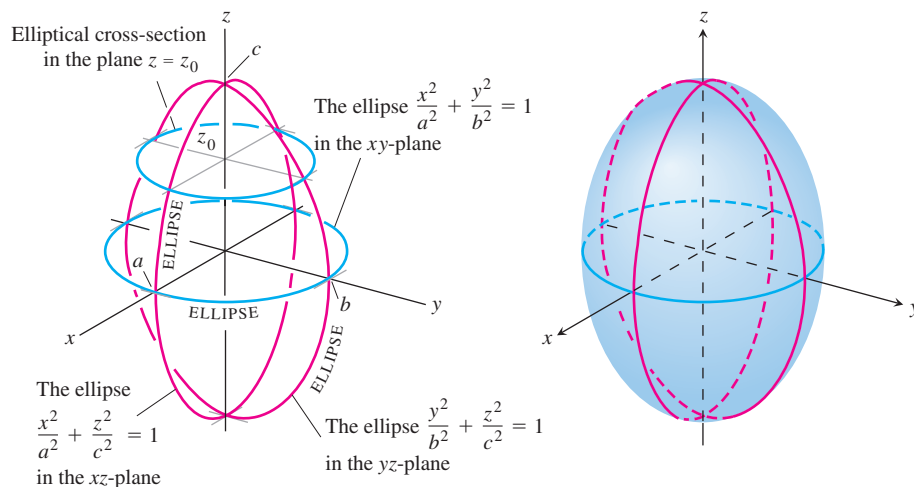 z
Elliptical cross-section
in the plane z = z₀
c
The ellipse x²/a² + y²/b² = 1
in the xy-plane
z₀
ELLIPSE
a
b
y
x
ELLIPSE
ELLIPSE
The ellipse
x²/a² + z²/c² = 1
in the xz-plane
The ellipse y²/b² + z²/c² = 1
in the yz-plane
z
y
x